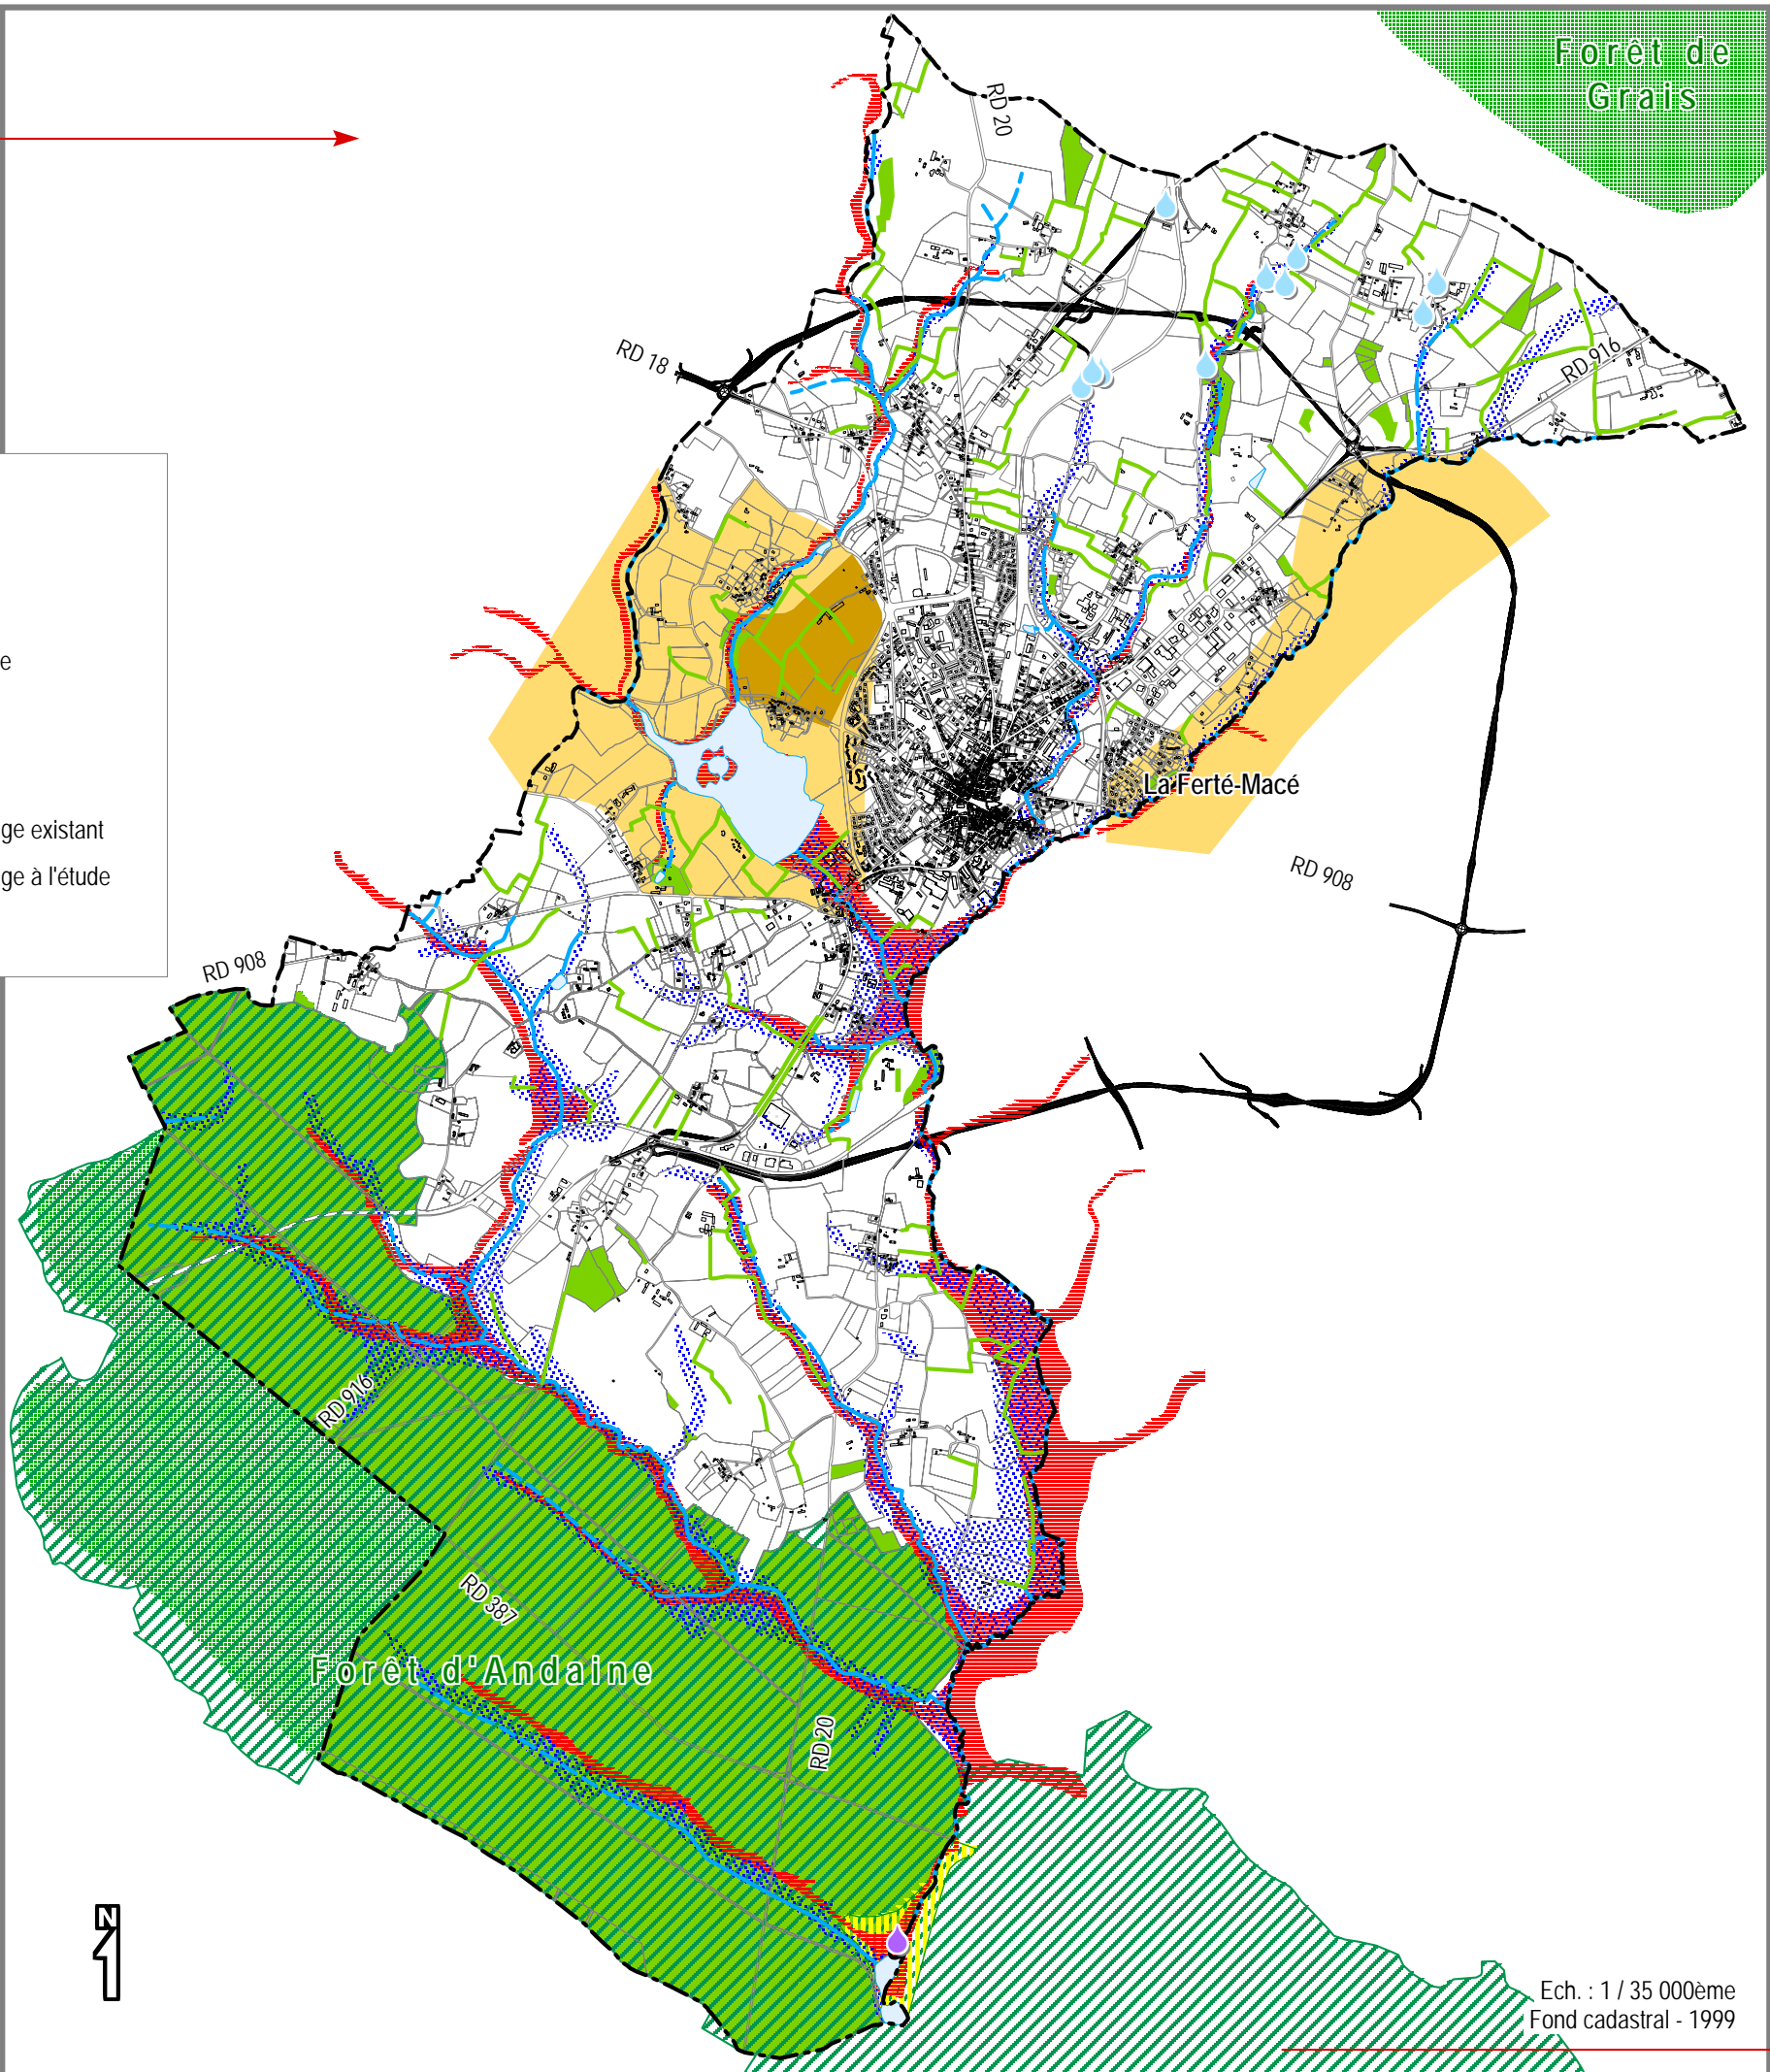 Forêt de
Grais
RD 20
RD 18
RD 916
e
La Ferté-Macé
ge existant
ge à l'étude
RD 908
RD 908
RD 916
RD 387
Forêt d'Andaine
RD 20
N
Ech. : 1 / 35 000ème
Fond cadastral - 1999